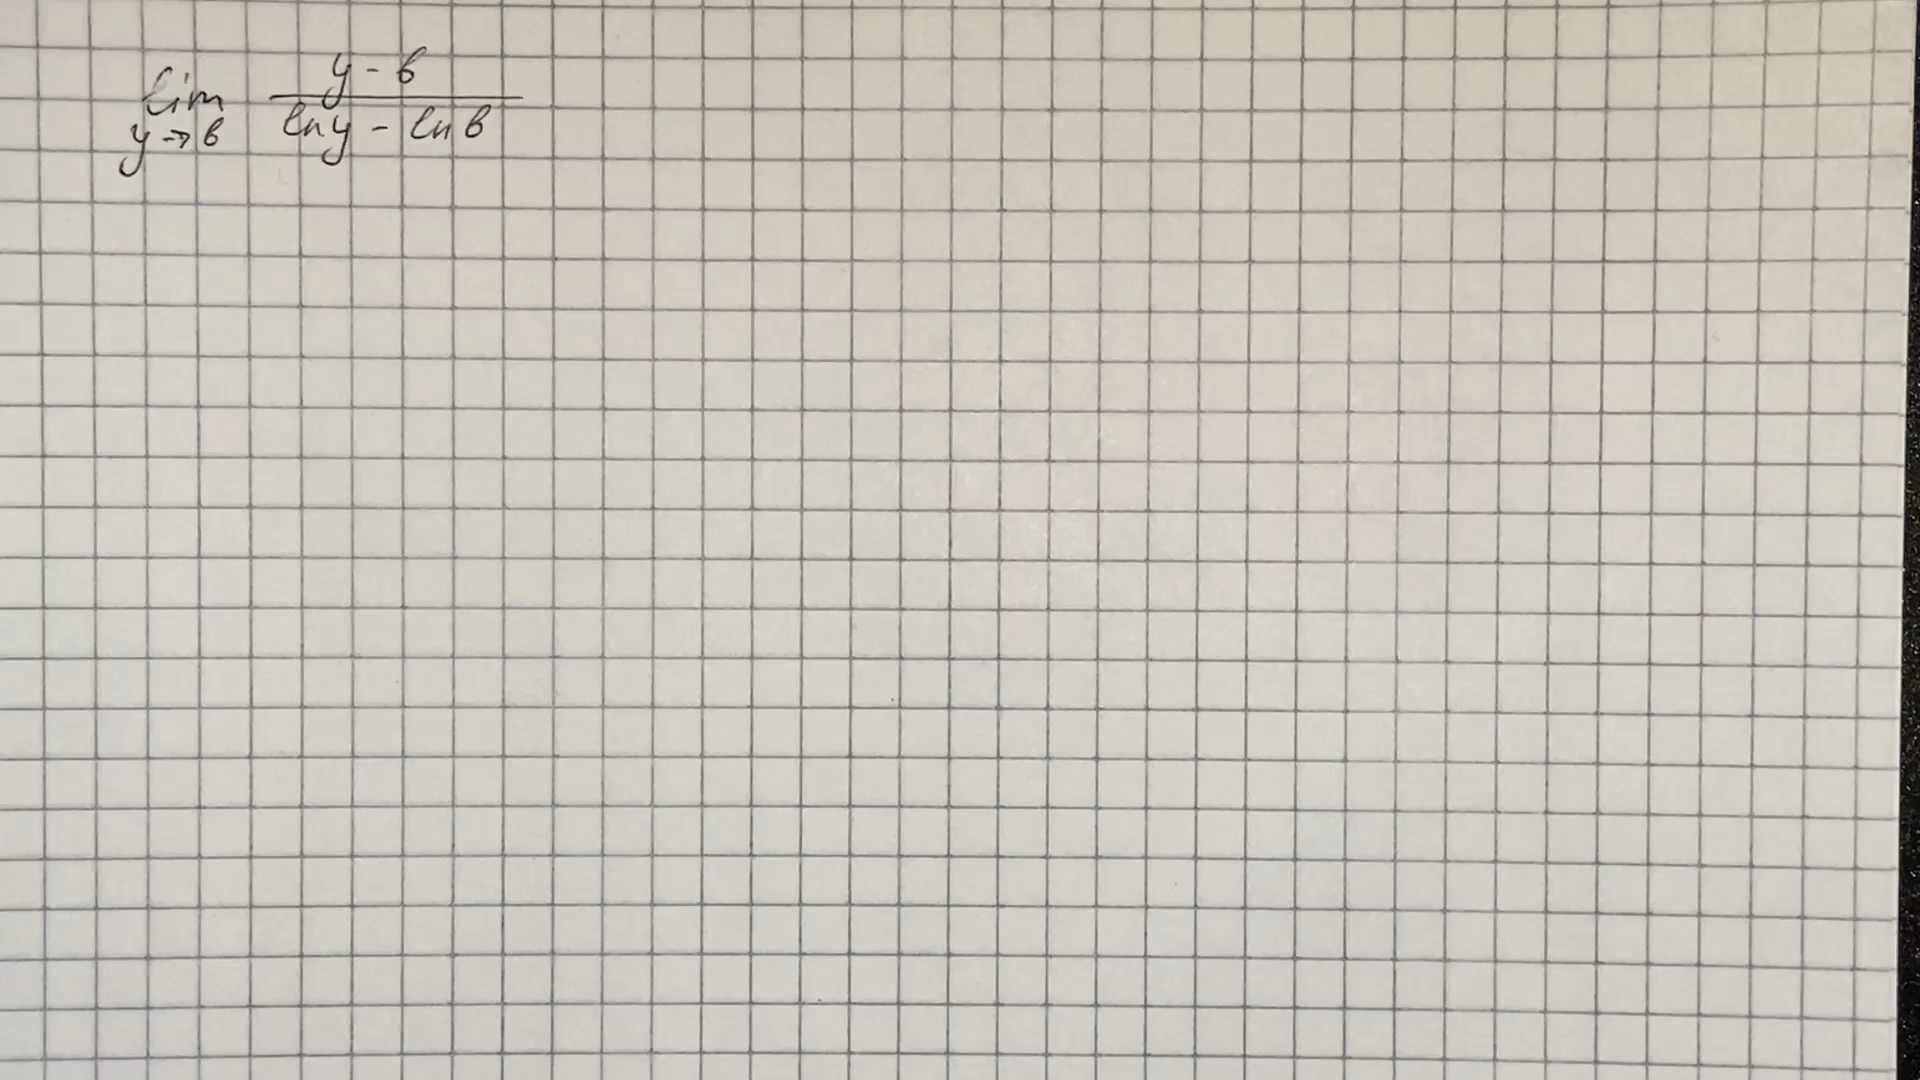 lim y - b
y → b ln y - ln b